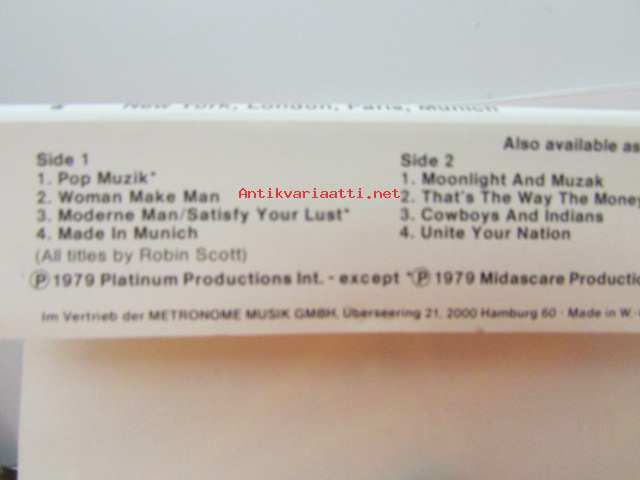 New York, London, Paris, Munich
Also available as
Side 1
1. Pop Muzik*
2. Woman Make Man
3. Moderne Man/Satisfy Your Lust*
4. Made In Munich
(All titles by Robin Scott)
Side 2
1. Moonlight And Muzak
2. That's The Way The Money
3. Cowboys And Indians
4. Unite Your Nation
Ⓟ 1979 Platinum Productions Int. - except *Ⓟ 1979 Midascare Productio
Im Vertrieb der METRONOME MUSIK GMBH, Überseering 21, 2000 Hamburg 60 · Made in W.-
Antikvariaatti.net